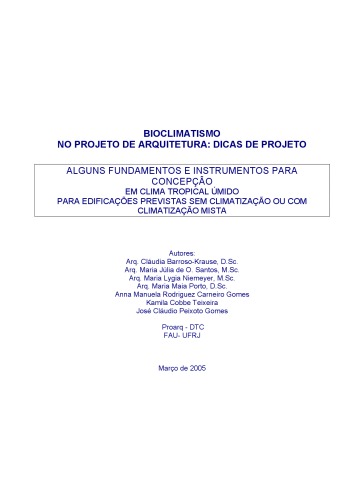 BIOCLIMATISMO
NO PROJETO DE ARQUITETURA: DICAS DE PROJETO
ALGUNS FUNDAMENTOS E INSTRUMENTOS PARA
CONCEPÇÃO
EM CLIMA TROPICAL ÚMIDO
PARA EDIFICAÇÕES PREVISTAS SEM CLIMATIZAÇÃO OU COM
CLIMATIZAÇÃO MISTA
Autores:
Arq. Cláudia Barroso-Krause, D.Sc.
Arq. Maria Júlia de O. Santos, M.Sc.
Arq. Maria Lygia Niemeyer, M.Sc.
Arq. Maria Maia Porto, D.Sc.
Anna Manuela Rodriguez Carneiro Gomes
Kamila Cobbe Teixeira
José Cláudio Peixoto Gomes
Proarq - DTC
FAU- UFRJ
Março de 2005